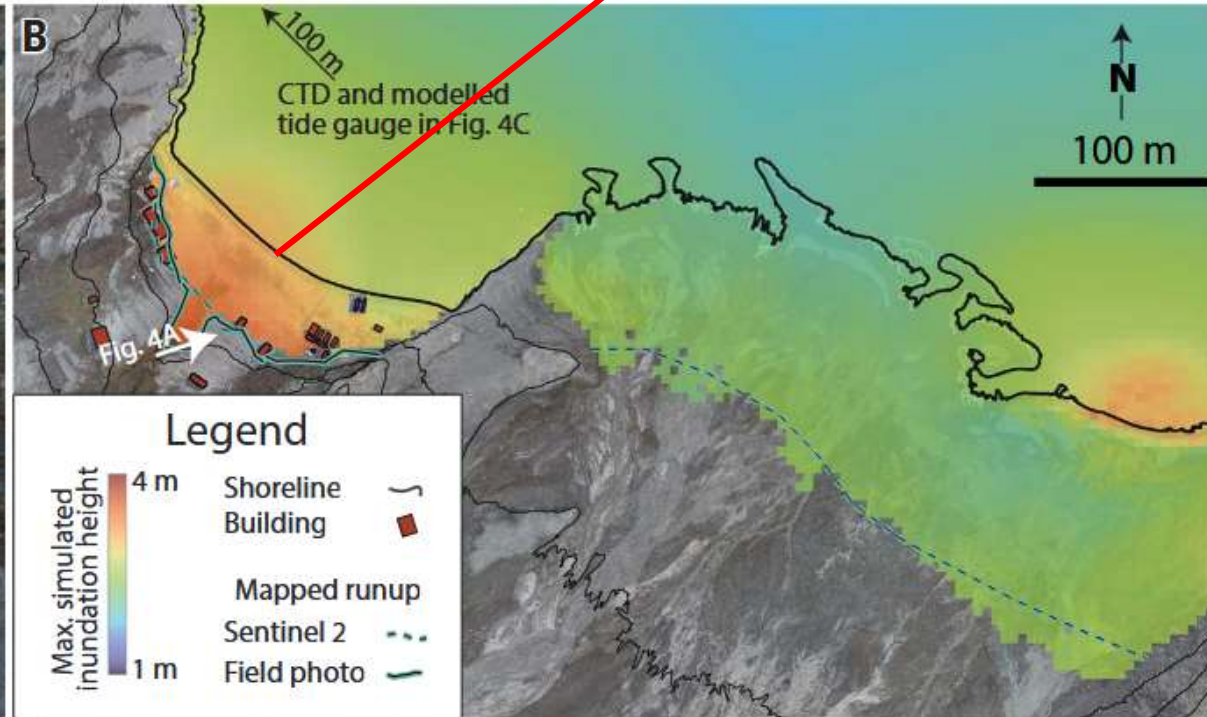 B
100 m
CTD and modelled
tide gauge in Fig. 4C
N
100 m
Fig. 4A
Legend
Max. simulated
inundation height
4 m
1 m
Shoreline
Building
Mapped runup
Sentinel 2
Field photo